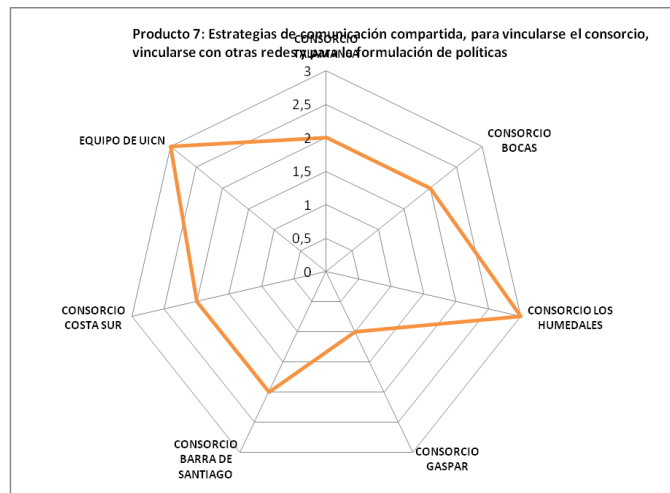 Producto 7: Estrategias de comunicación compartida, para vincularse el consorcio,
vincularse con otras redes y para la formulación de políticas
CONSORCIO
TALAMANCA
3
2,5
2
1,5
1
0,5
0
CONSORCIO
BOCAS
CONSORCIO LOS
HUMEDALES
CONSORCIO
GASPAR
CONSORCIO
BARRA DE
SANTIAGO
CONSORCIO
COSTA SUR
EQUIPO DE UICN